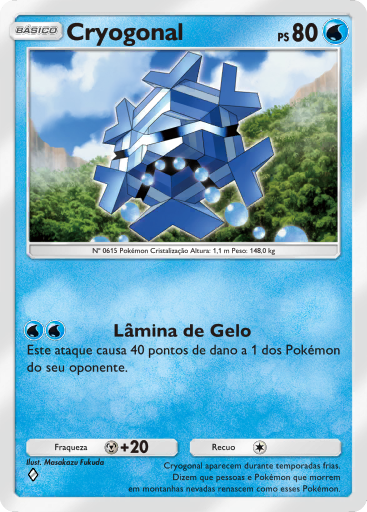 BÁSICO
Cryogonal
PS 80
Nº 0615 Pokémon Cristalização Altura: 1,1 m Peso: 148,0 kg
Lâmina de Gelo
Este ataque causa 40 pontos de dano a 1 dos Pokémon
do seu oponente.
Fraqueza +20
Recuo
Ilust. Masakazu Fukuda
Cryogonal aparecem durante temporadas frias.
Dizem que pessoas e Pokémon que morrem
em montanhas nevadas renascem como esses Pokémon.